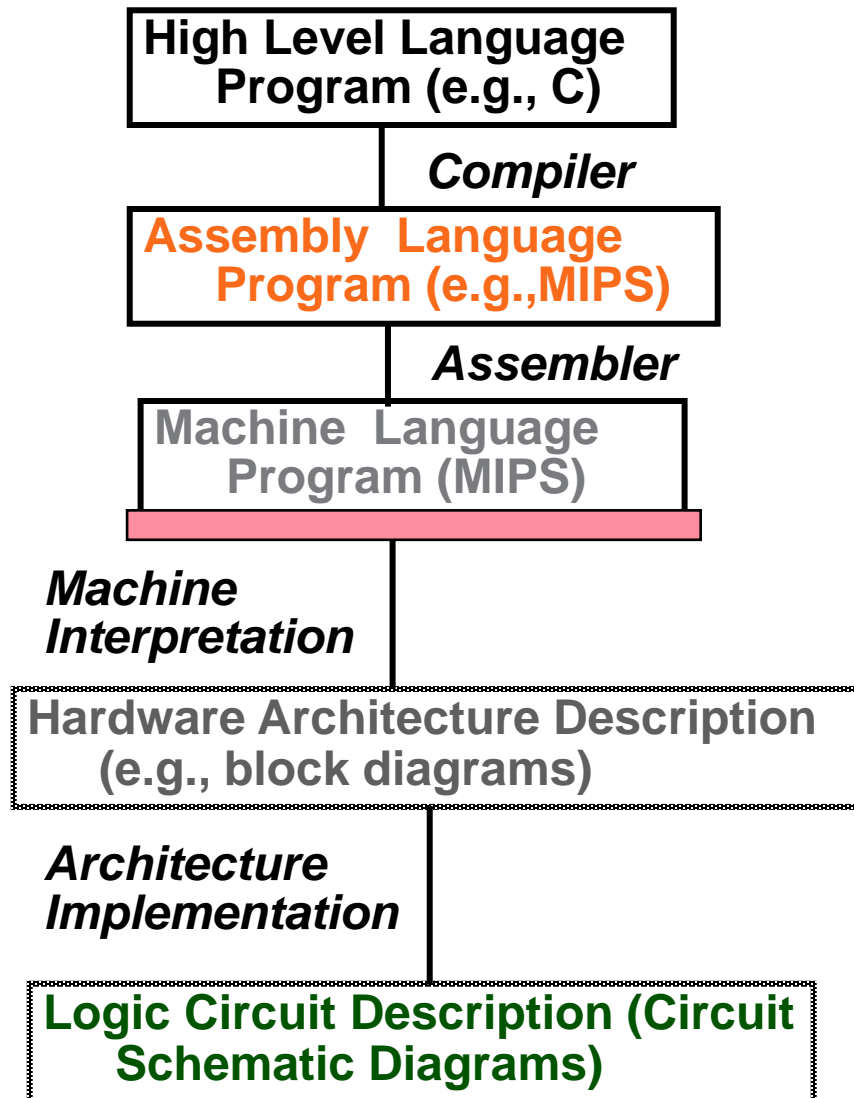 High Level Language
Program (e.g., C)
Compiler
Assembly Language
Program (e.g.,MIPS)
Assembler
Machine Language
Program (MIPS)
Machine
Interpretation
Hardware Architecture Description
(e.g., block diagrams)
Architecture
Implementation
Logic Circuit Description (Circuit
Schematic Diagrams)